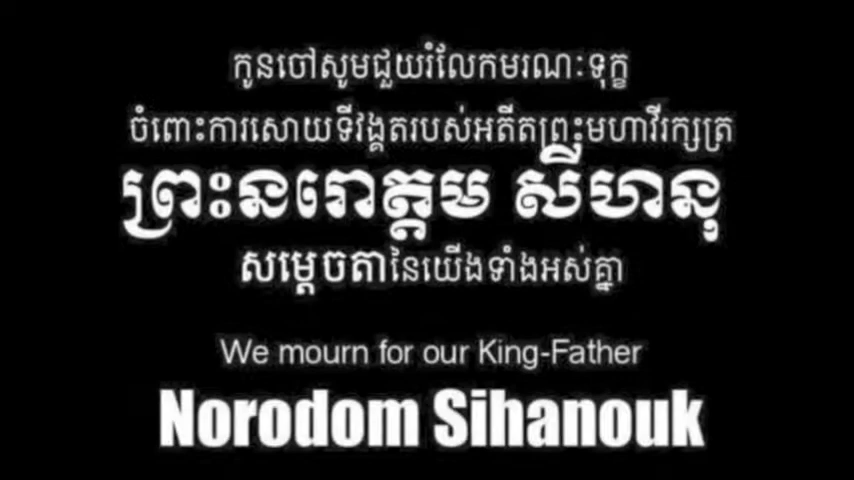 កូនចៅសូមជួយរំលែកមរណៈទុក្ខ
ចំពោះការសោយទីវង្គតរបស់អតីតព្រះមហាវីរក្សត្រ
ព្រះនរោត្តម សីហនុ
សម្ដេចតានៃយើងទាំងអស់គ្នា
We mourn for our King-Father
Norodom Sihanouk